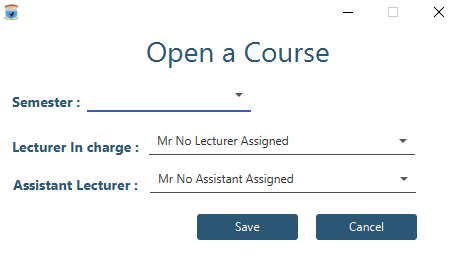 Open a Course
Semester :
Lecturer In charge : Mr No Lecturer Assigned
Assistant Lecturer : Mr No Assistant Assigned
Save Cancel